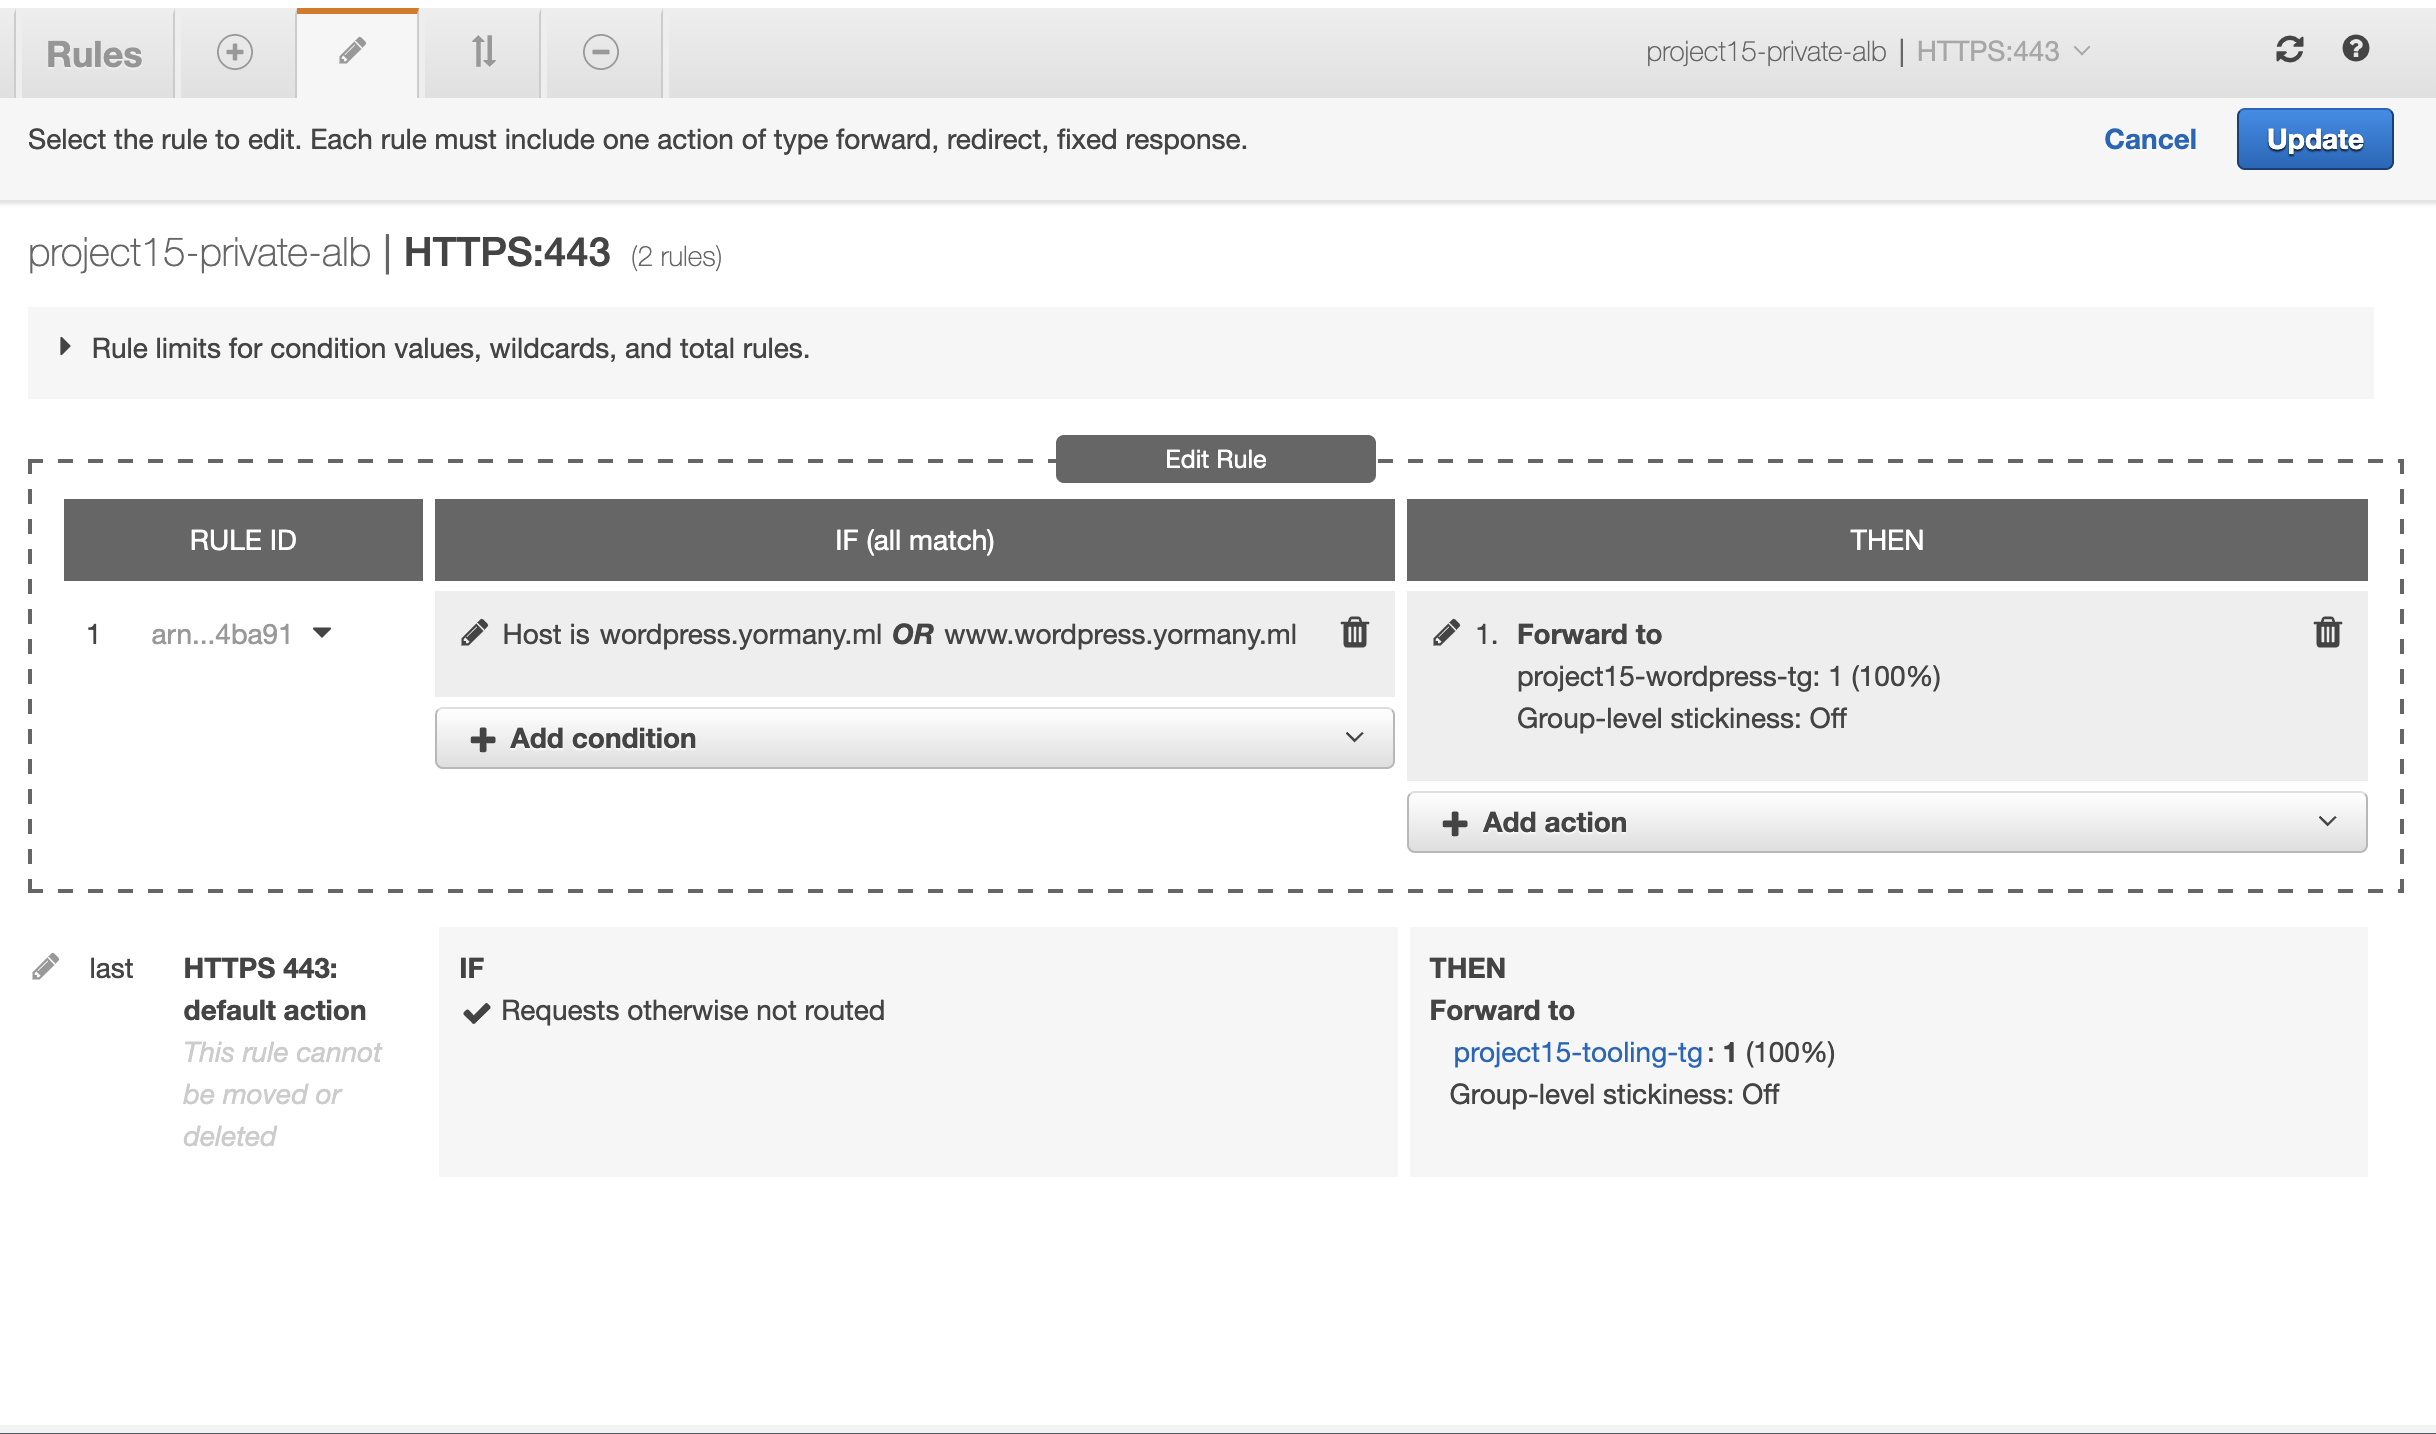 Rules
project15-private-alb | HTTPS:443
Select the rule to edit. Each rule must include one action of type forward, redirect, fixed response.
Cancel
Update
project15-private-alb | HTTPS:443 (2 rules)
Rule limits for condition values, wildcards, and total rules.
Edit Rule
RULE ID
IF (all match)
THEN
1 arn...4ba91
Host is wordpress.yormany.ml OR www.wordpress.yormany.ml
Add condition
1. Forward to
project15-wordpress-tg: 1 (100%)
Group-level stickiness: Off
Add action
last
HTTPS 443:
default action
This rule cannot
be moved or
deleted
IF
Requests otherwise not routed
THEN
Forward to
project15-tooling-tg: 1 (100%)
Group-level stickiness: Off